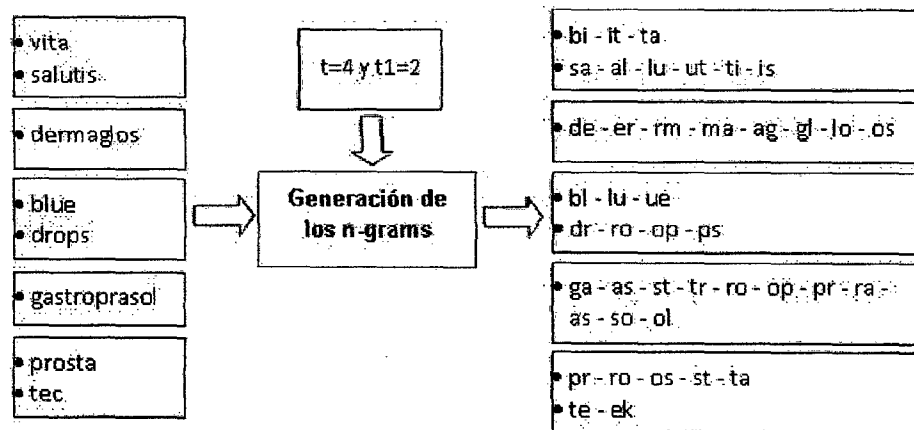 vita
salutis
dermaglos
blue
drops
gastroprasol
prosta
tec
t=4 y t1=2
Generación de
los n-grams
bi - it - ta
sa - al - lu - ut - ti - is
de - er - rm - ma - ag - gl - lo - os
bl - lu - ue
dr - ro - op - ps
ga - as - st - tr - ro - op - pr - ra -
as - so - ol
pr - ro - os - st - ta
te - ek